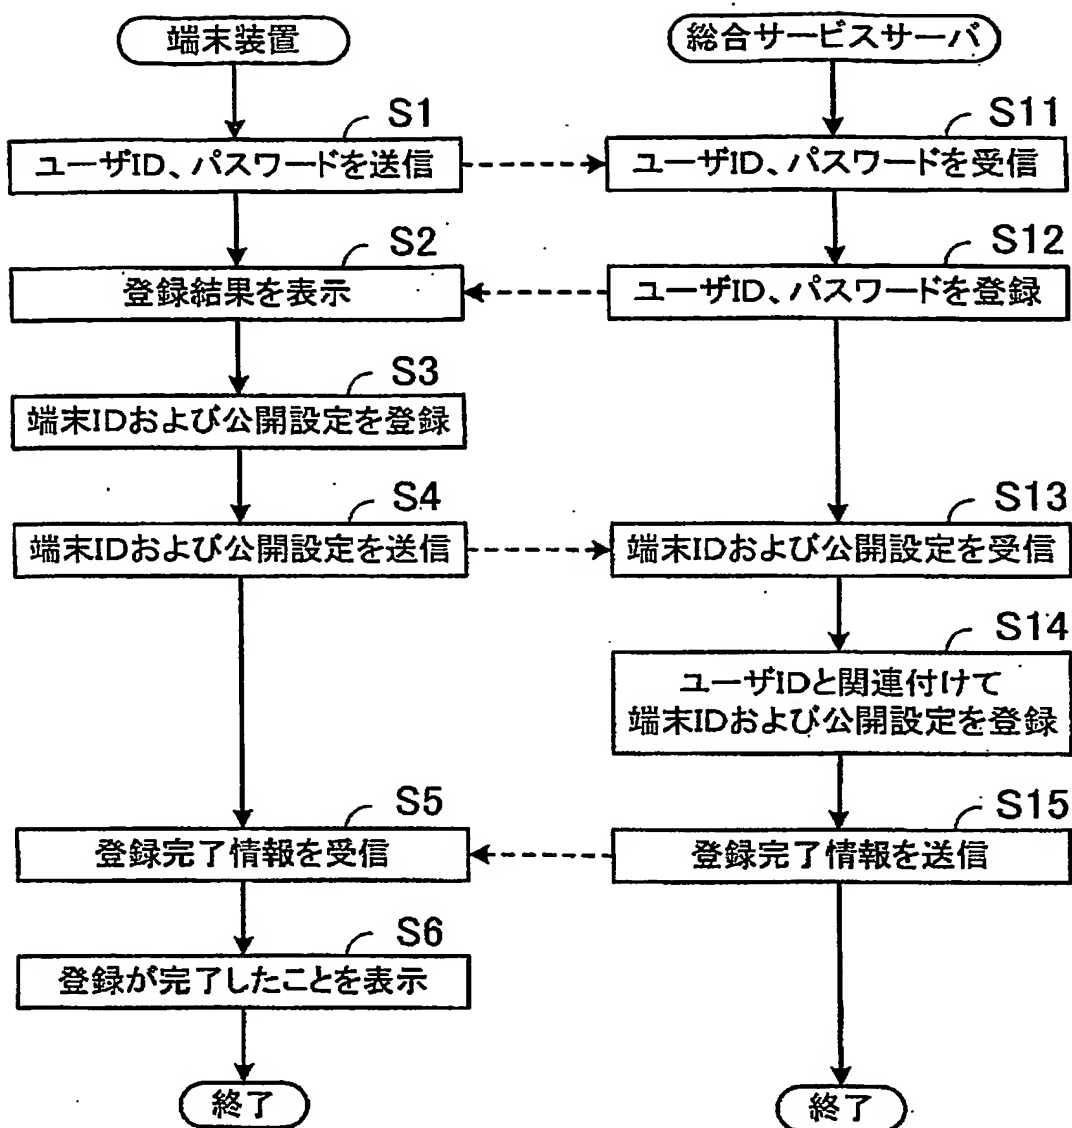 端末装置
S1
ユーザID、パスワードを送信
S2
登録結果を表示
S3
端末IDおよび公開設定を登録
S4
端末IDおよび公開設定を送信
S5
登録完了情報を受信
S6
登録が完了したことを表示
終了
総合サービスサーバ
S11
ユーザID、パスワードを受信
S12
ユーザID、パスワードを登録
S13
端末IDおよび公開設定を受信
S14
ユーザIDと関連付けて
端末IDおよび公開設定を登録
S15
登録完了情報を送信
終了